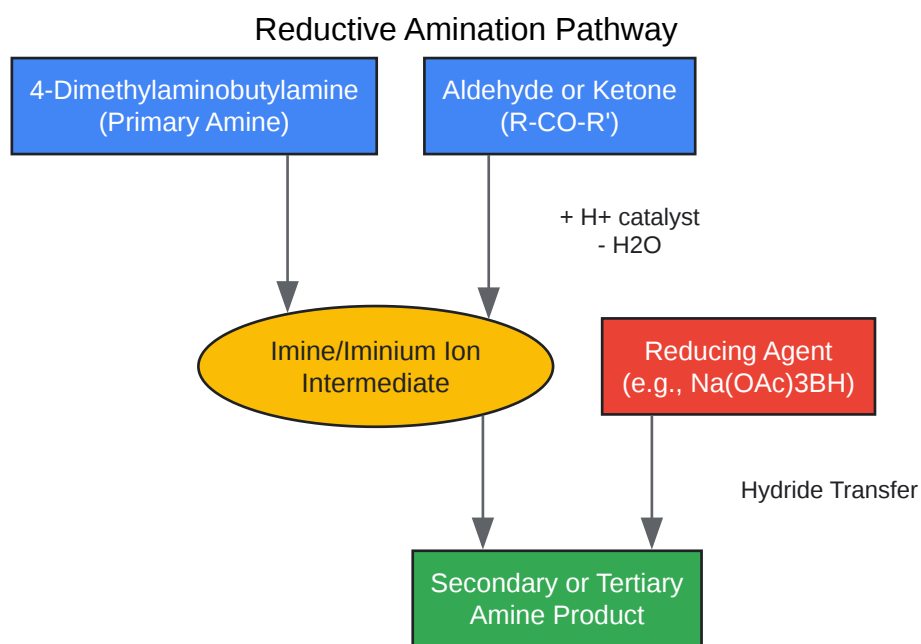 Reductive Amination Pathway
4-Dimethylaminobutylamine
(Primary Amine)
Aldehyde or Ketone
(R-CO-R')
+ H+ catalyst
- H2O
Imine/Iminium Ion
Intermediate
Reducing Agent
(e.g., Na(OAc)3BH)
Hydride Transfer
Secondary or Tertiary
Amine Product